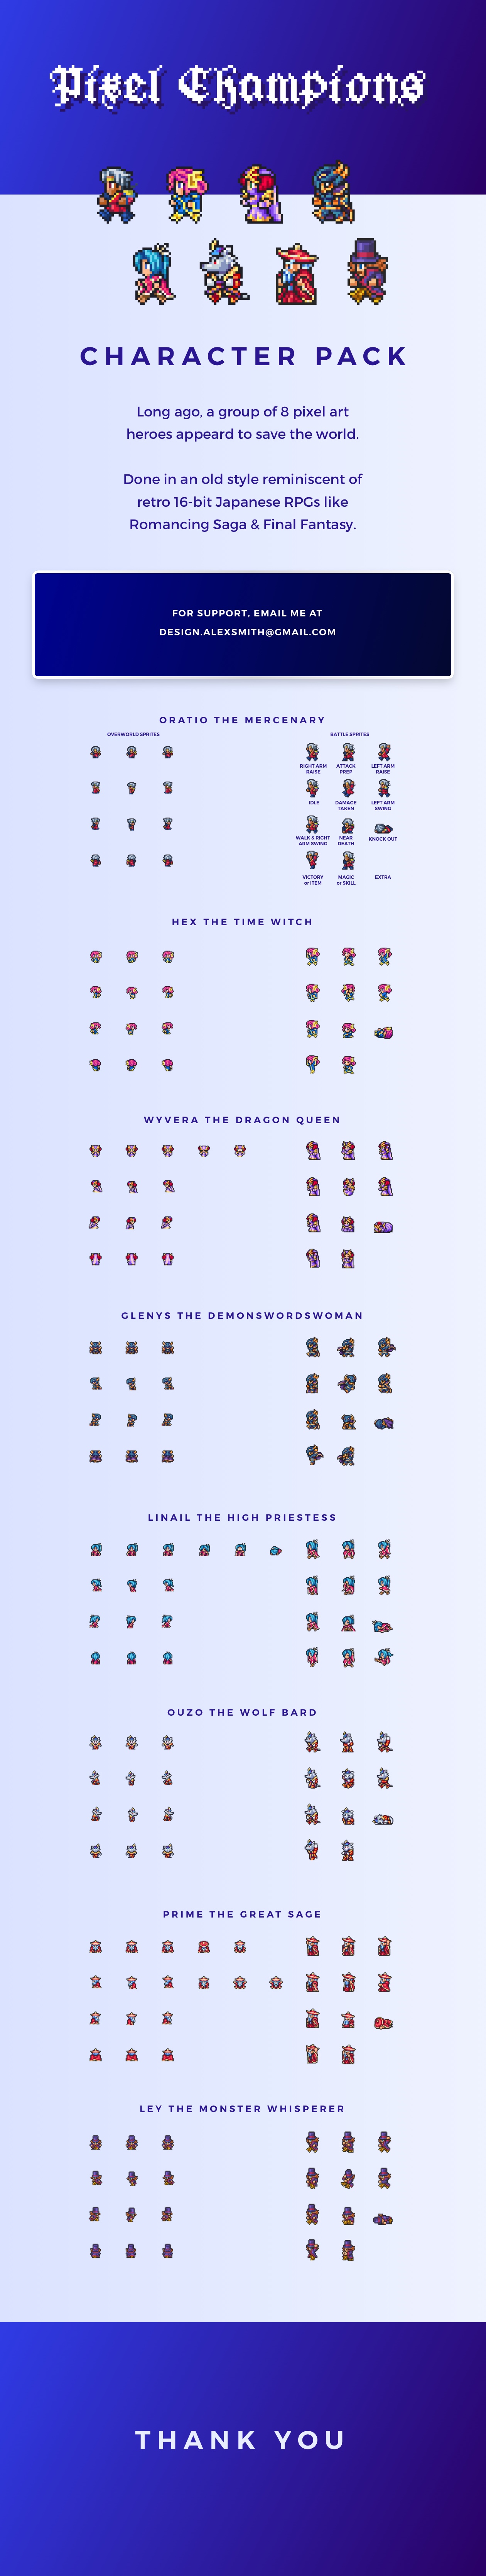 Pixel Champions
CHARACTER PACK
Long ago, a group of 8 pixel art
heroes appeard to save the world.
Done in an old style reminiscent of
retro 16-bit Japanese RPGs like
Romancing Saga & Final Fantasy.
FOR SUPPORT, EMAIL ME AT
DESIGN.ALEXSMITH@GMAIL.COM
ORATIO THE MERCENARY
OVERWORLD SPRITES
BATTLE SPRITES
RIGHT ARM
RAISE
ATTACK
PREP
LEFT ARM
RAISE
IDLE
DAMAGE
TAKEN
LEFT ARM
SWING
WALK & RIGHT
ARM SWING
NEAR
DEATH
KNOCK OUT
VICTORY
or ITEM
MAGIC
or SKILL
EXTRA
HEX THE TIME WITCH
WYVERA THE DRAGON QUEEN
GLENYS THE DEMONSWORDSWOMAN
LINAIL THE HIGH PRIESTESS
OUZO THE WOLF BARD
PRIME THE GREAT SAGE
LEY THE MONSTER WHISPERER
THANK YOU